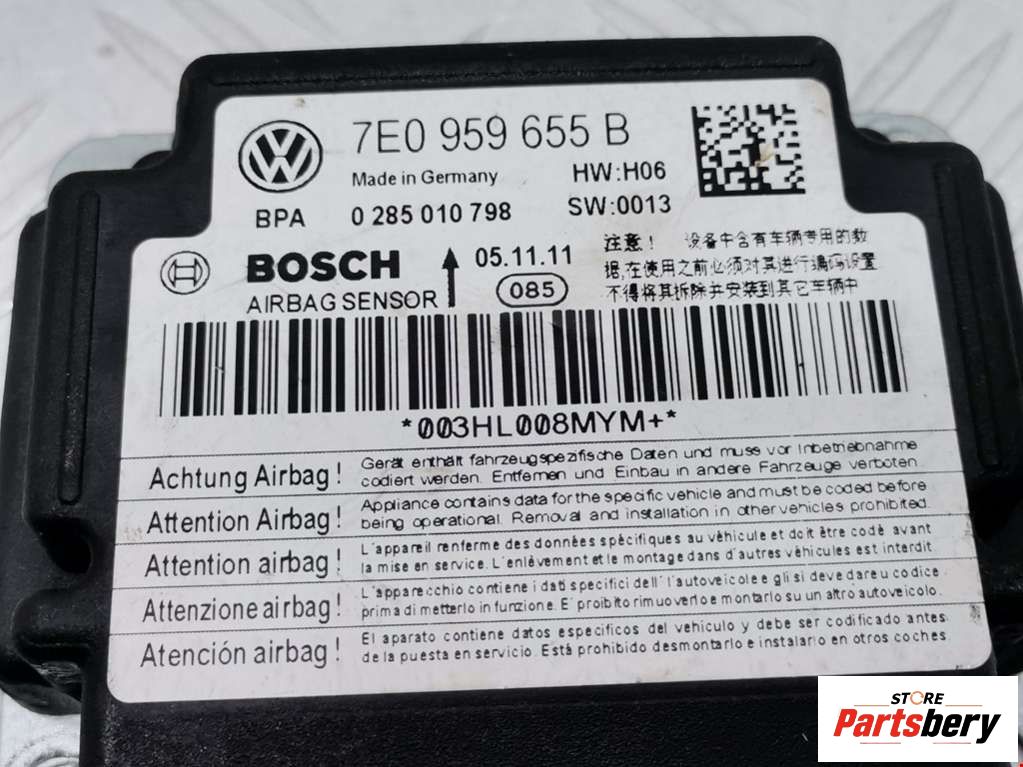 7E0 959 655 B
Made in Germany
HW:H06
BPA
0 285 010 798
SW:0013
BOSCH
AIRBAG SENSOR
05.11.11
085
注意！ 设备中含有车辆专用的数
据,在使用之前必须对其进行编码设置
不得将其拆除并安装到其它车辆中
*003HL008MYM+*
Achtung Airbag!
Gerät enthält fahrzeugspezifische Daten und muss vor Inbetriebnahme
codiert werden. Entfernen und Einbau in andere Fahrzeuge verboten.
Attention Airbag!
Appliance contains data for the specific vehicle and must be coded before
being operational. Removal and installation in other vehicles prohibited.
Attention airbag!
L'appareil renferme des données spécifiques au vèhicule et doit être codè avant
la mise en service. L'enlèvement et le montage dans d'autres vèhicules est interdit.
Attenzione airbag!
L'apparecchio contiene i dati specifici dell' l'autoveicolo e gli si deve dare u codice
prima di metterlo in funzione. E' proibito rimuoverlo e montarlo su un altro autoveicolo.
Atención airbag!
El aparato contiene datos especificos del vehiculo y debe ser codificado antes
de la puesta en servicio. Está prohibido desmontarlo e instalarlo en otros coches.
STORE
Partsbery